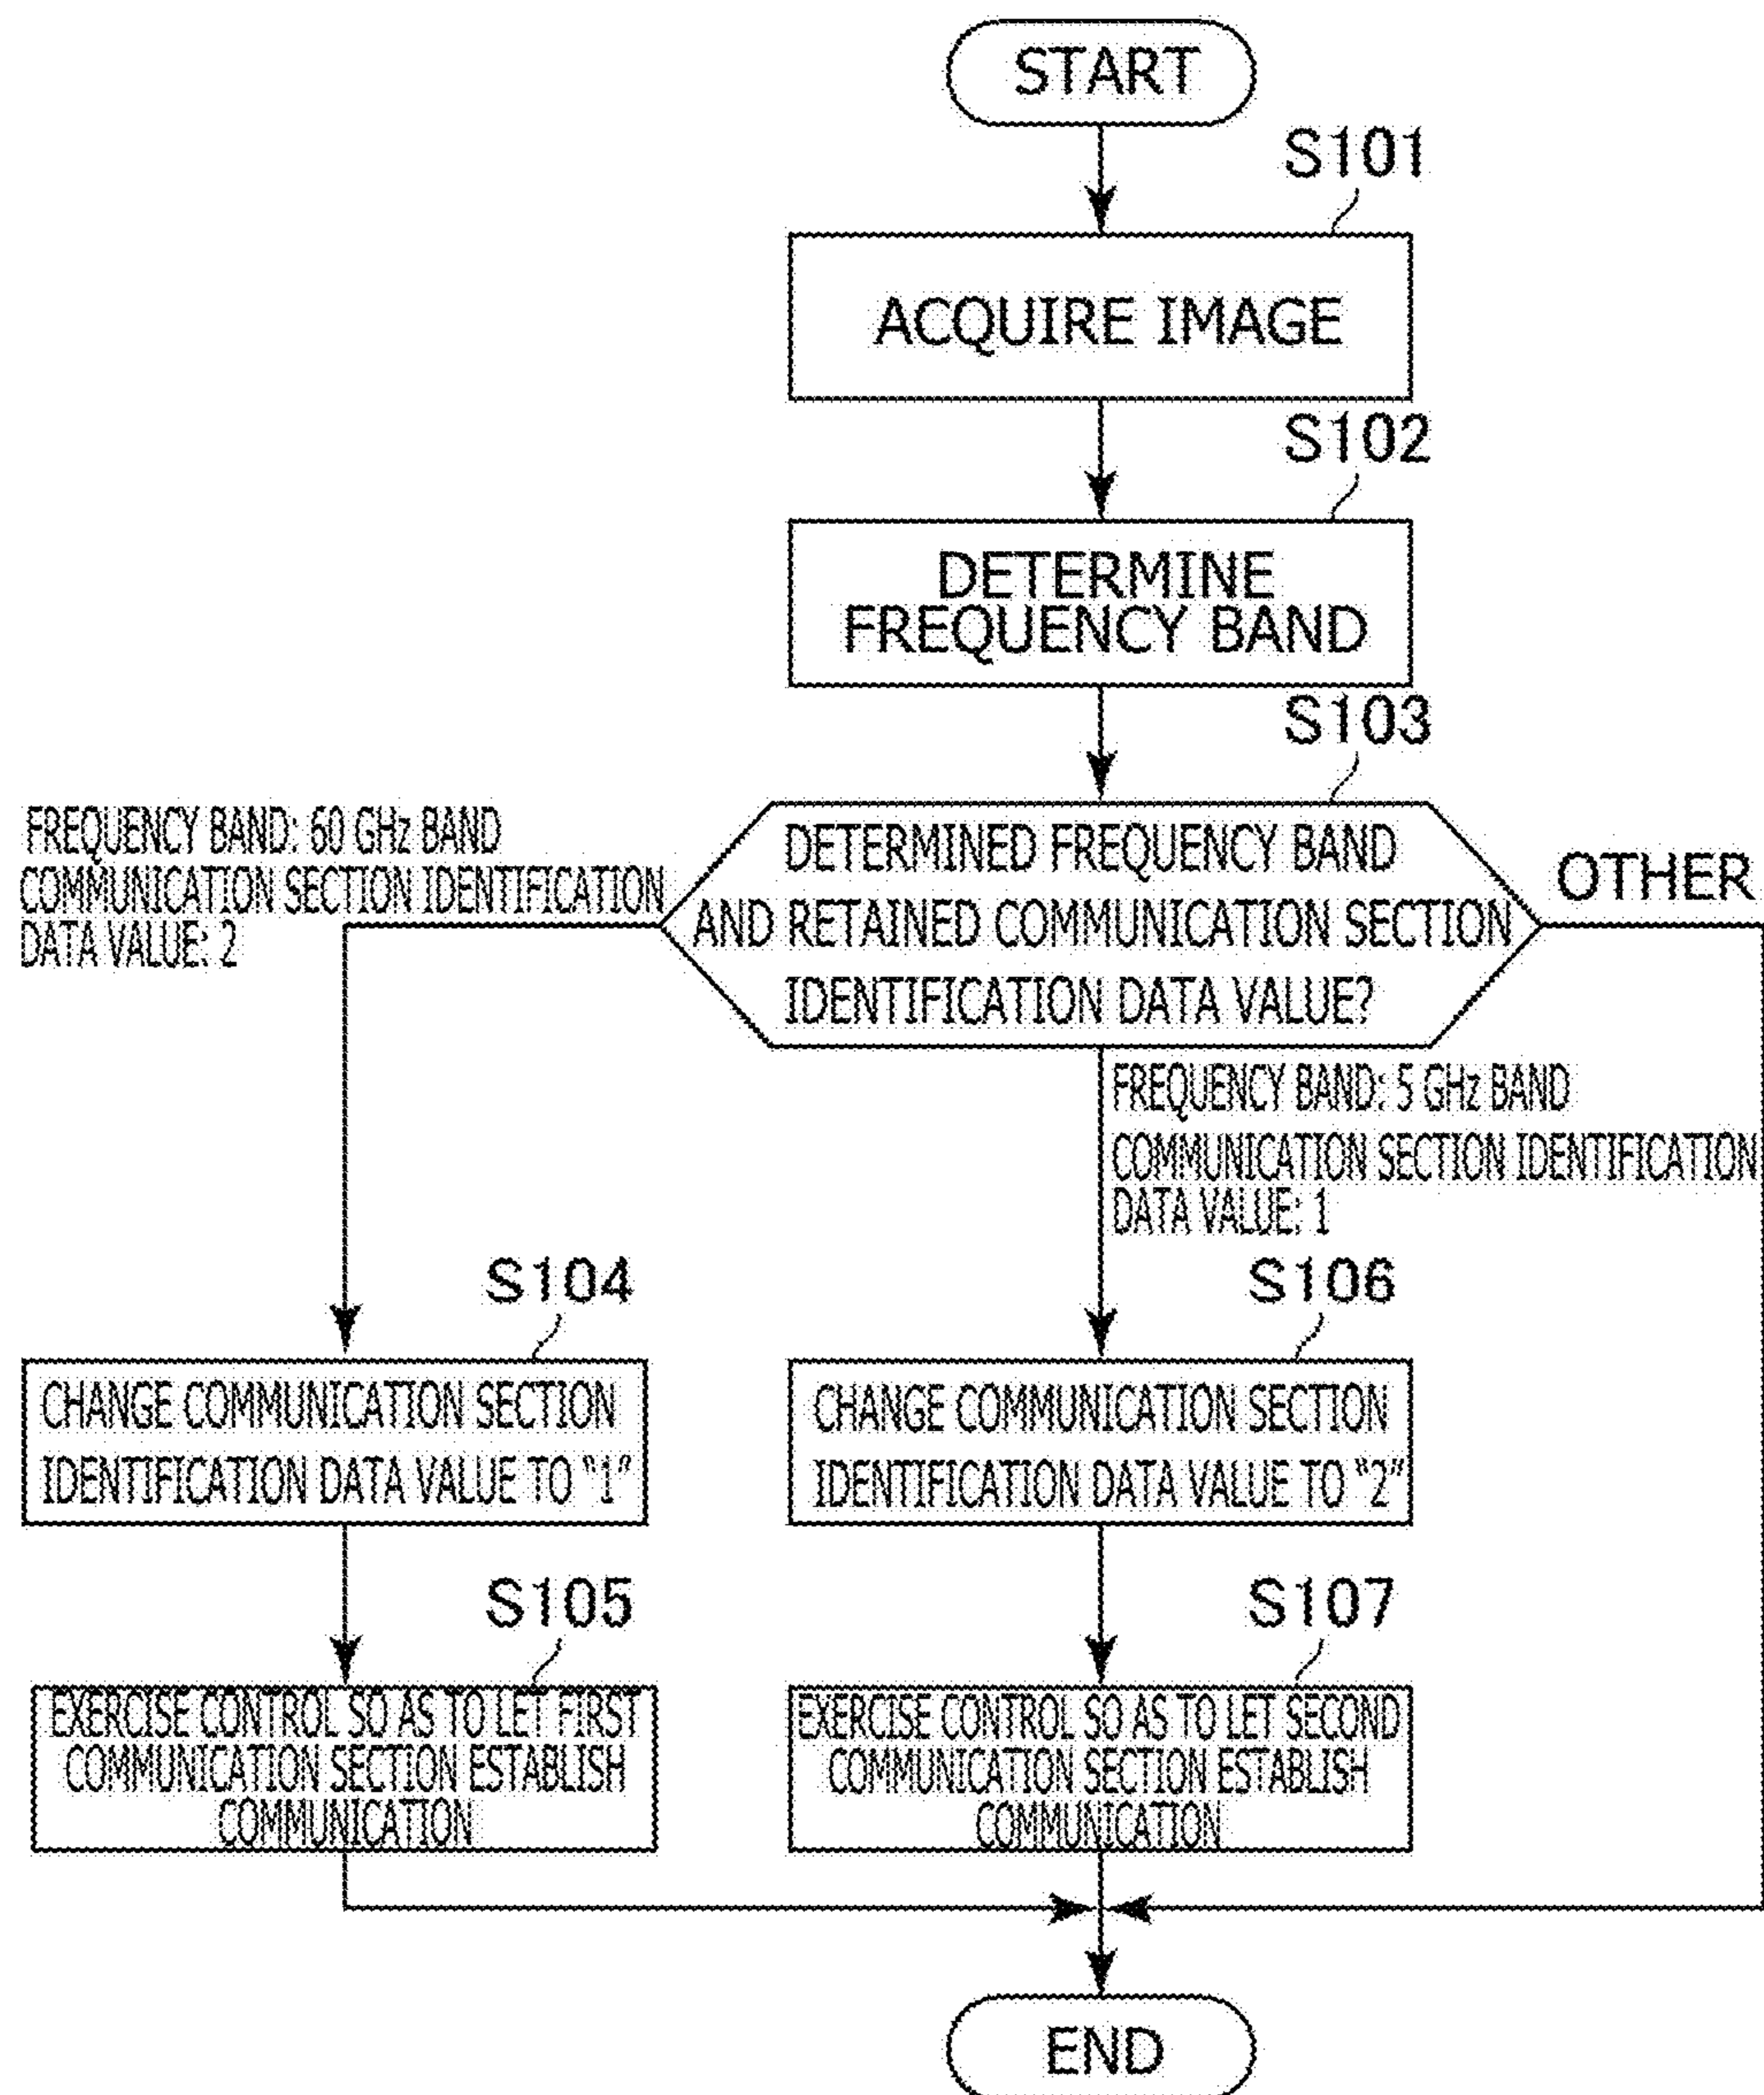 START
S101
ACQUIRE IMAGE
S102
DETERMINE
FREQUENCY BAND
S103
DETERMINED FREQUENCY BAND
AND RETAINED COMMUNICATION SECTION
IDENTIFICATION DATA VALUE?
FREQUENCY BAND: 60 GHz BAND
COMMUNICATION SECTION IDENTIFICATION
DATA VALUE: 2
OTHER
FREQUENCY BAND: 5 GHz BAND
COMMUNICATION SECTION IDENTIFICATION
DATA VALUE: 1
S104
CHANGE COMMUNICATION SECTION
IDENTIFICATION DATA VALUE TO “1”
S105
EXERCISE CONTROL SO AS TO LET FIRST
COMMUNICATION SECTION ESTABLISH
COMMUNICATION
S106
CHANGE COMMUNICATION SECTION
IDENTIFICATION DATA VALUE TO “2”
S107
EXERCISE CONTROL SO AS TO LET SECOND
COMMUNICATION SECTION ESTABLISH
COMMUNICATION
END